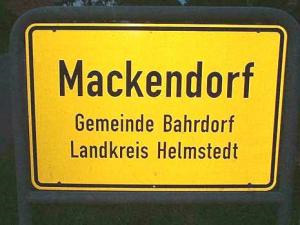 Mackendorf
Gemeinde Bahrdorf
Landkreis Helmstedt